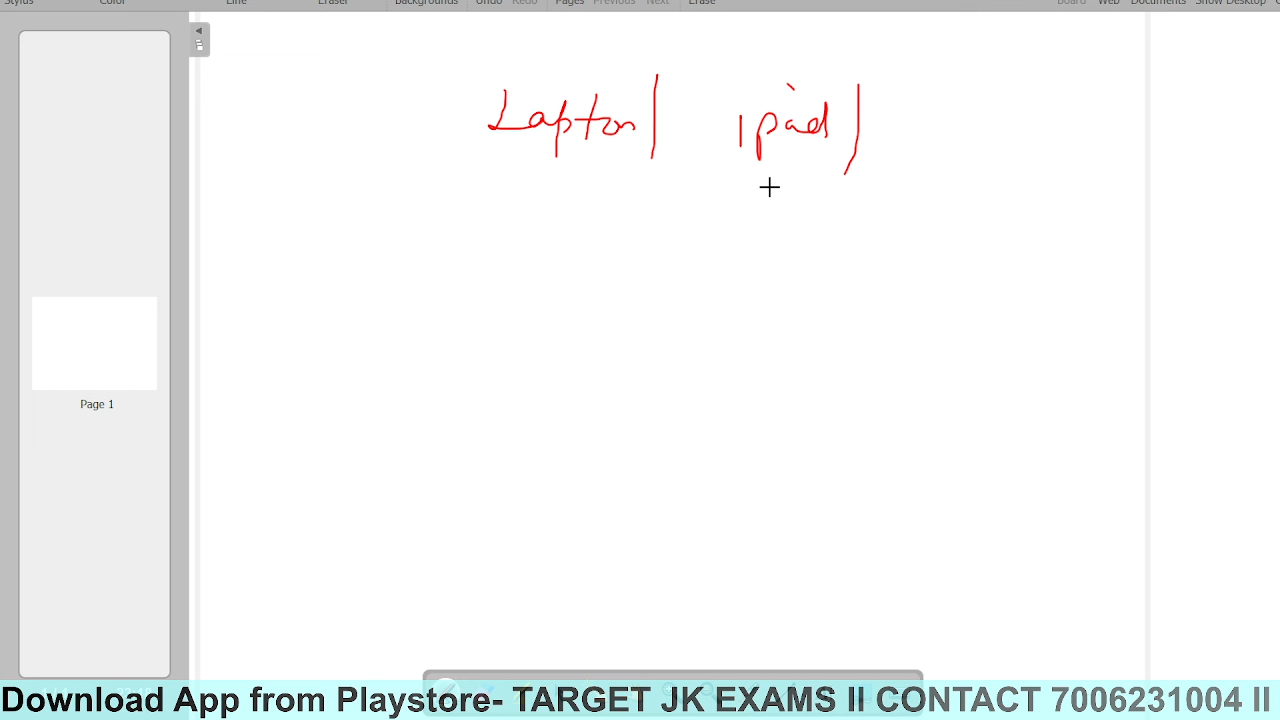 Stylus Color Line Eraser Backgrounds Undo Redo Pages Previous Next Erase Board Web Documents Show Desktop
Lapton| ipad|
Page 1
Download App from Playstore- TARGET JK EXAMS II CONTACT 7006231004 II